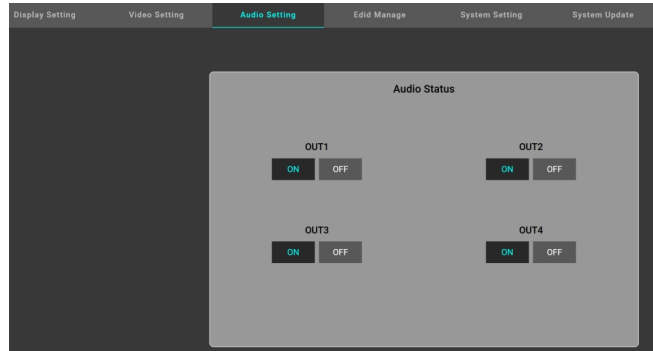 Display Setting Video Setting Audio Setting Edid Manage System Setting System Update
Audio Status
OUT1 OUT2
ON OFF ON OFF
OUT3 OUT4
ON OFF ON OFF